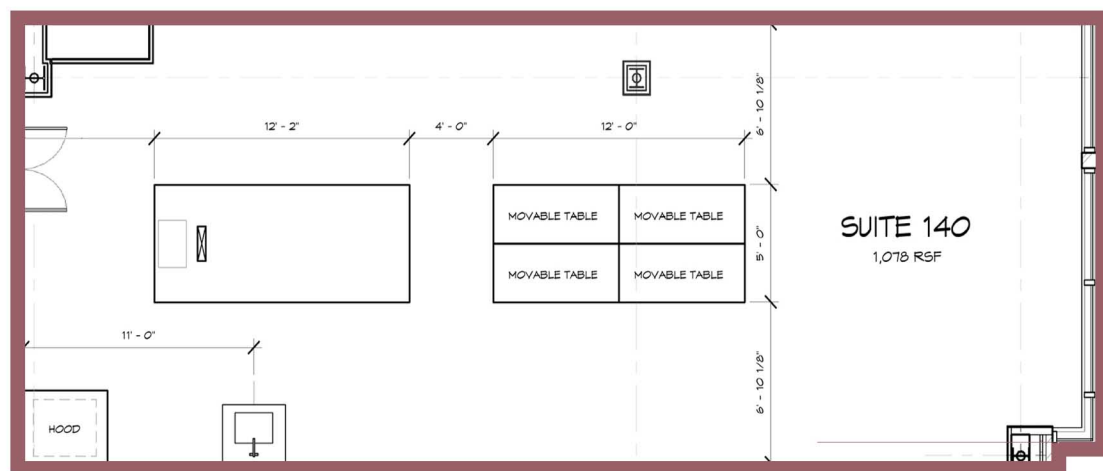 6' - 10 1/8"
12' - 2"
4' - 0"
12' - 0"
MOVABLE TABLE
MOVABLE TABLE
SUITE 140
1,078 RSF
5' - 0"
MOVABLE TABLE
MOVABLE TABLE
11' - 0"
6' - 10 1/8"
HOOD